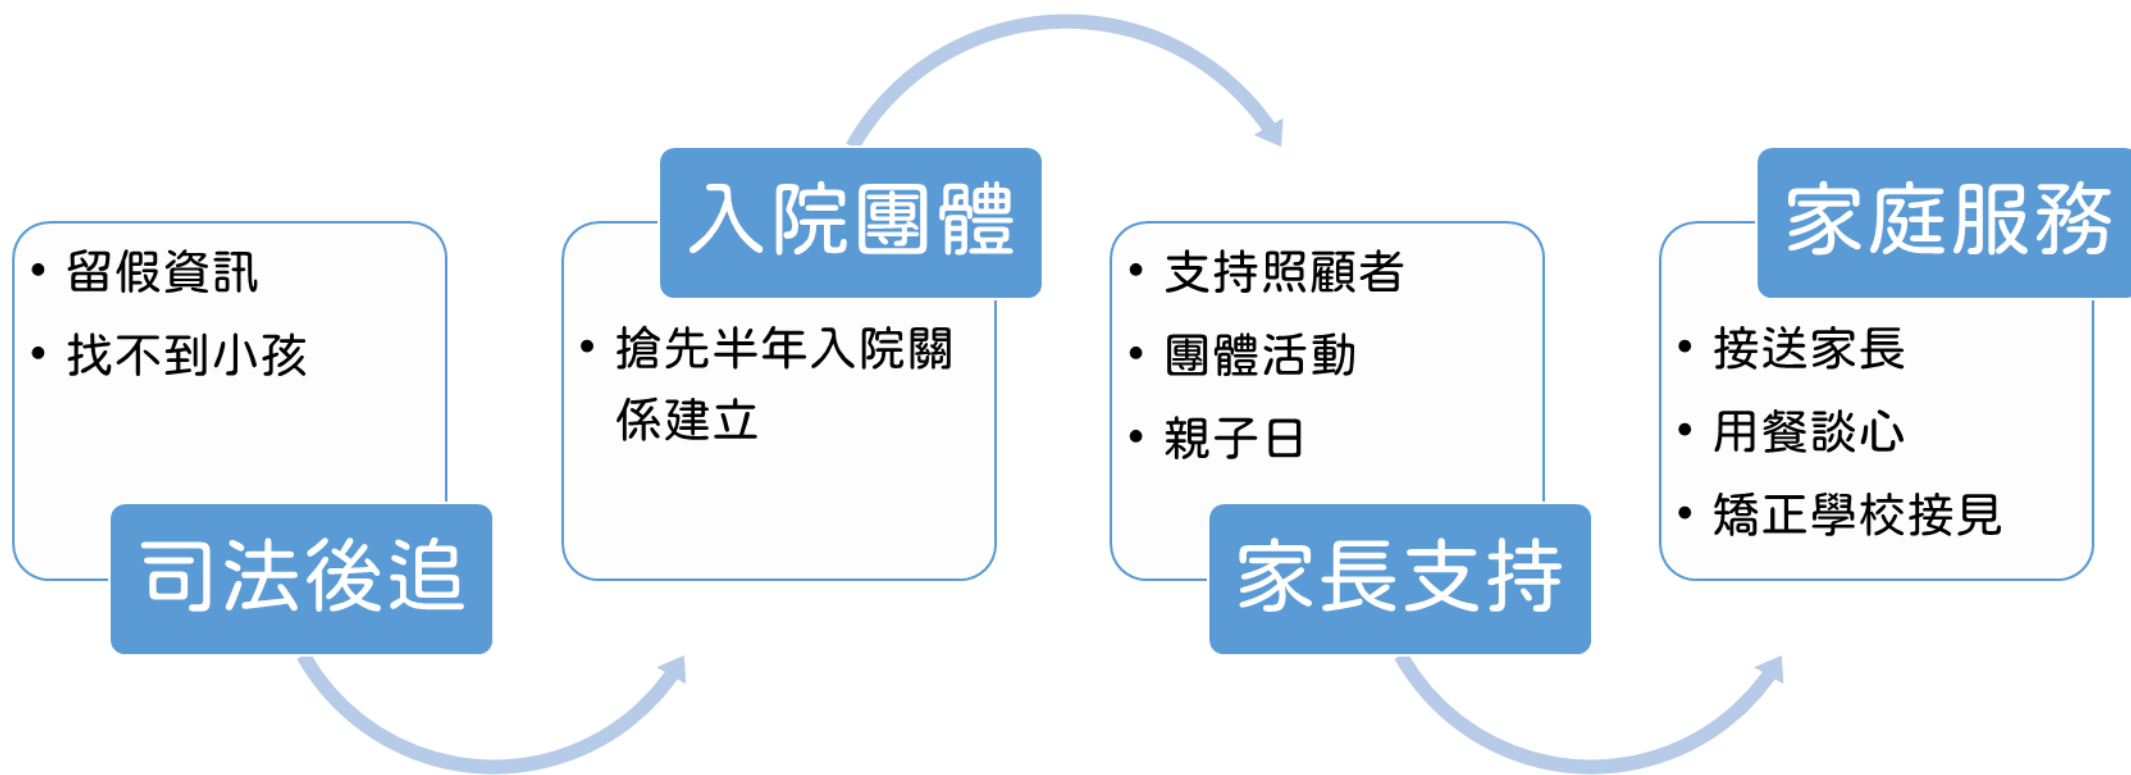 留假資訊
找不到小孩
司法後追
入院團體
搶先半年入院關
係建立
支持照顧者
團體活動
親子日
家長支持
家庭服務
接送家長
用餐談心
矯正學校接見